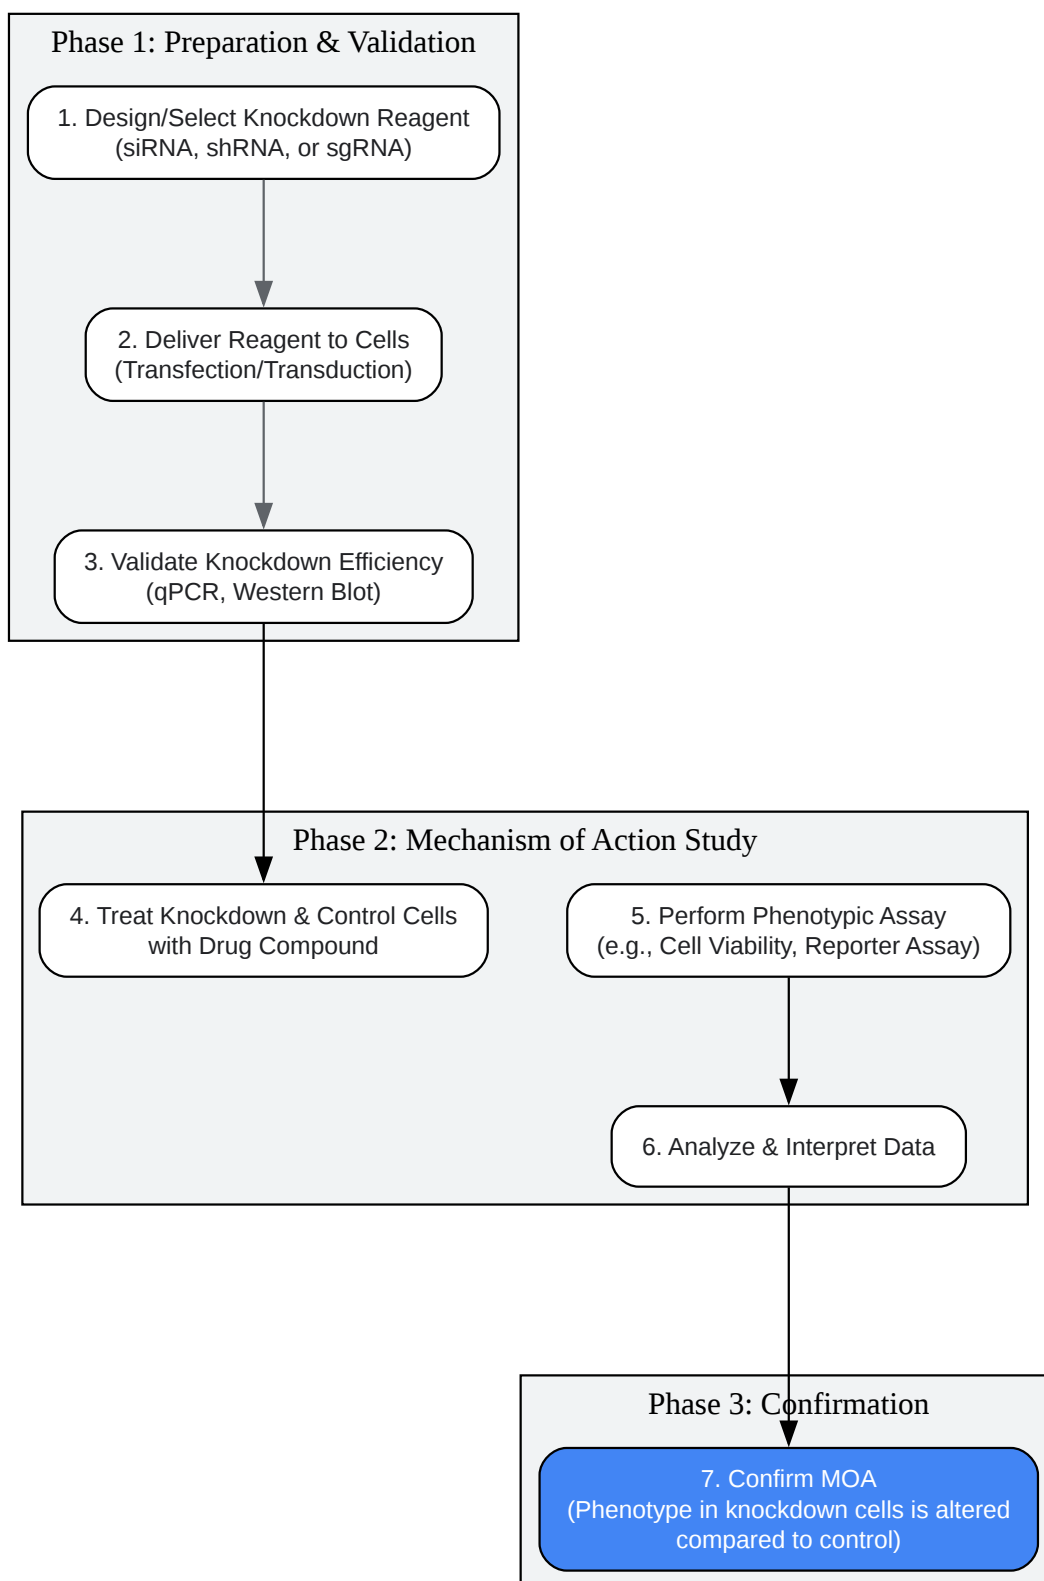 Phase 1: Preparation & Validation
1. Design/Select Knockdown Reagent
(siRNA, shRNA, or sgRNA)
2. Deliver Reagent to Cells
(Transfection/Transduction)
3. Validate Knockdown Efficiency
(qPCR, Western Blot)
Phase 2: Mechanism of Action Study
4. Treat Knockdown & Control Cells
with Drug Compound
5. Perform Phenotypic Assay
(e.g., Cell Viability, Reporter Assay)
6. Analyze & Interpret Data
Phase 3: Confirmation
7. Confirm MOA
(Phenotype in knockdown cells is altered
compared to control)